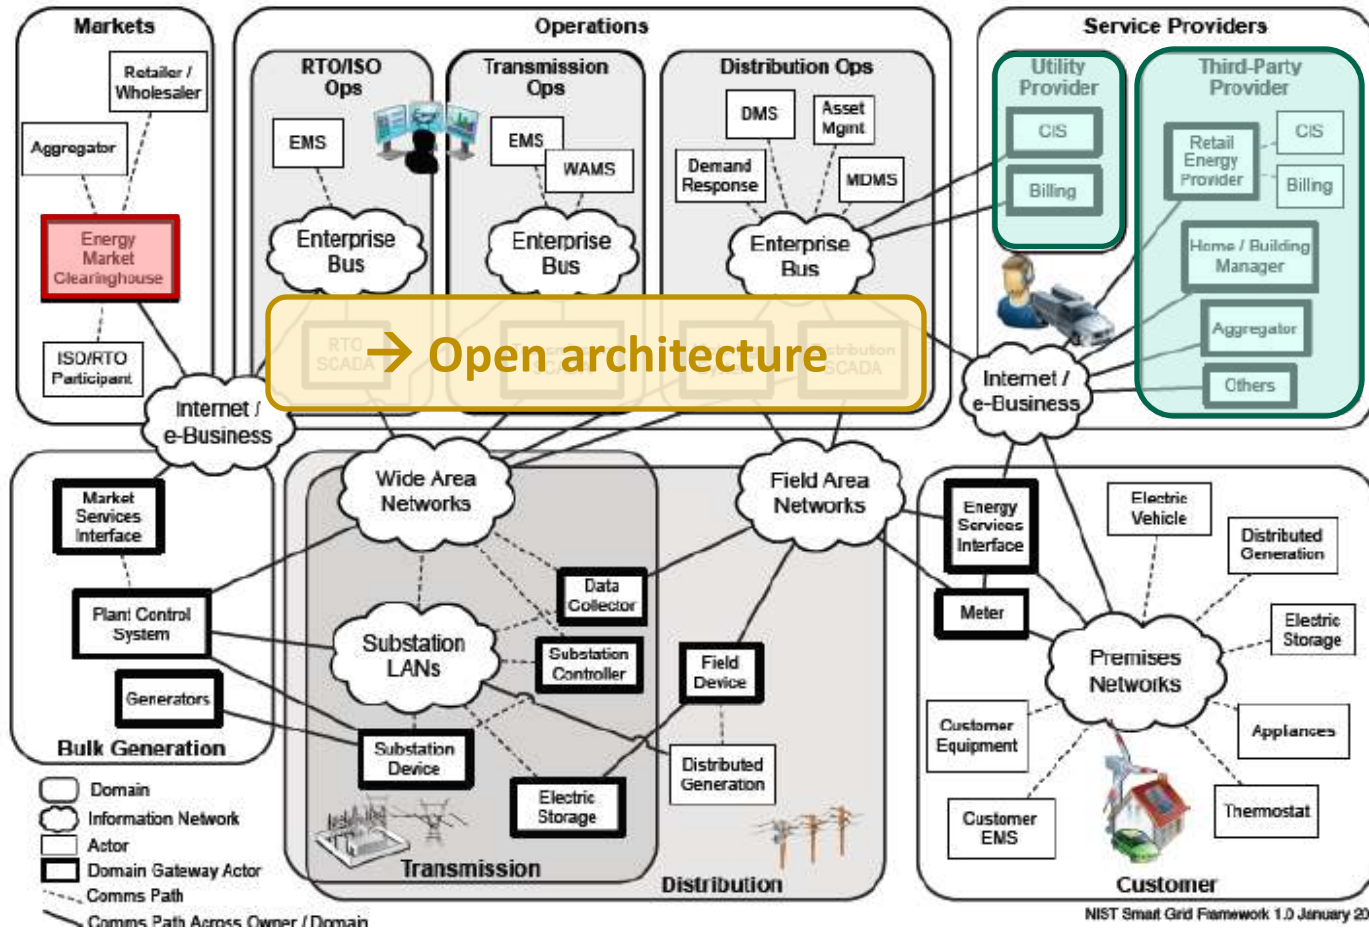 Markets
Retailer /
Wholesaler
Aggregator
Energy
Market
Clearinghouse
ISO/RTO
Participant
Internet /
e-Business
Operations
RTO/ISO
Ops
EMS
Enterprise
Bus
RTO
SCADA
Transmission
Ops
EMS
WAMS
Enterprise
Bus
Distribution Ops
DMS
Asset
Mgmt
Demand
Response
MDMS
Enterprise
Bus
Distribution
SCADA
→ Open architecture
Service Providers
Utility
Provider
CIS
Billing
Third-Party
Provider
Retail
Energy
Provider
CIS
Billing
Home / Building
Manager
Aggregator
Others
Internet /
e-Business
Market
Services
Interface
Plant Control
System
Generators
Bulk Generation
Wide Area
Networks
Substation
LANs
Data
Collector
Substation
Controller
Substation
Device
Electric
Storage
Transmission
Field Area
Networks
Field
Device
Distributed
Generation
Distribution
Energy
Services
Interface
Meter
Electric
Vehicle
Distributed
Generation
Electric
Storage
Premises
Networks
Customer
Equipment
Appliances
Customer
EMS
Thermostat
Customer
Domain
Information Network
Actor
Domain Gateway Actor
Comms Path
Comms Path Across Owner / Domain
NIST Smart Grid Framework 1.0 January 20